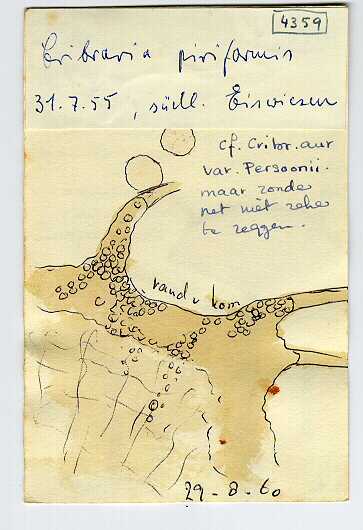 4359
Cribraria piriformis
31.7.55, südl. Eiswiesen
cf. Cribr. aur
var. Persoonii.
maar zonder
net niet zeker
te zeggen.
rand v kom
29-8-60